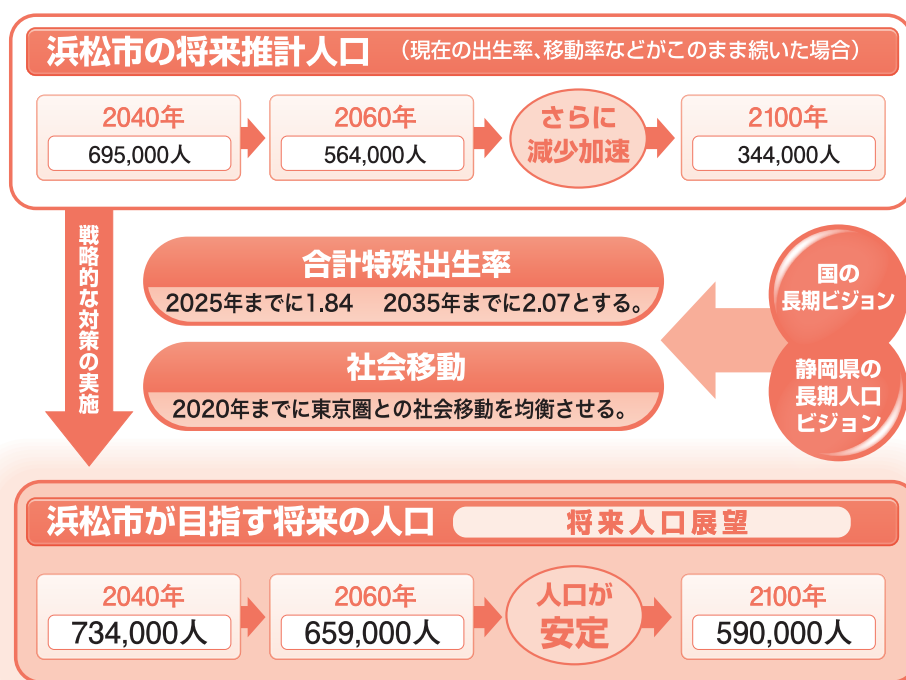 浜松市の将来推計人口 （現在の出生率、移動率などがこのまま続いた場合）
2040年
695,000人
2060年
564,000人
さらに
減少加速
2100年
344,000人
戦略的な対策の実施
合計特殊出生率
2025年までに1.84 2035年までに2.07とする。
社会移動
2020年までに東京圏との社会移動を均衡させる。
国の
長期ビジョン
静岡県の
長期人口
ビジョン
浜松市が目指す将来の人口 将来人口展望
2040年
734,000人
2060年
659,000人
人口が
安定
2100年
590,000人